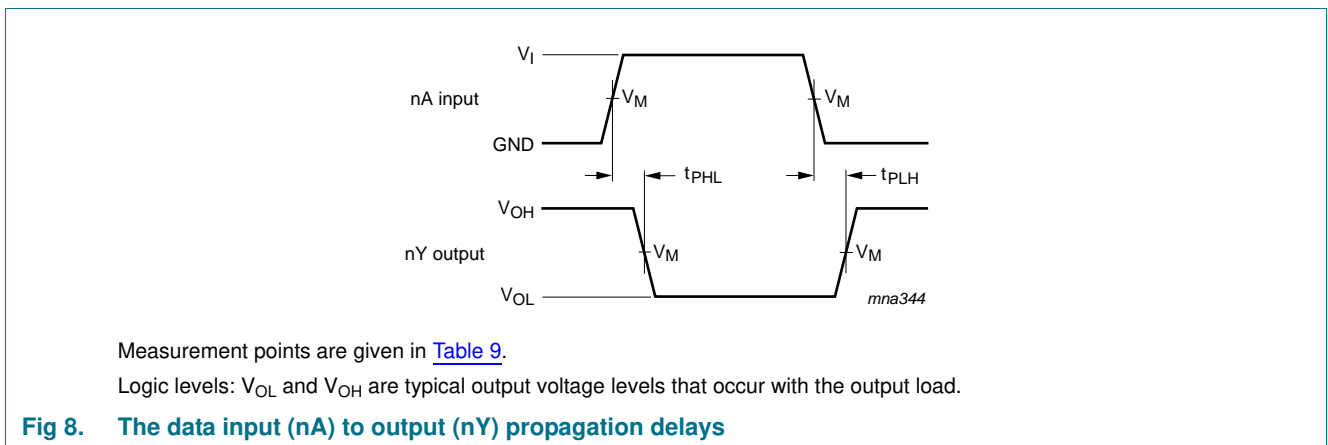 V_I
nA input
V_M
V_M
GND
t_PHL
t_PLH
V_OH
nY output
V_M
V_M
V_OL
mna344
Measurement points are given in Table 9.
Logic levels: V_OL and V_OH are typical output voltage levels that occur with the output load.
Fig 8. The data input (nA) to output (nY) propagation delays